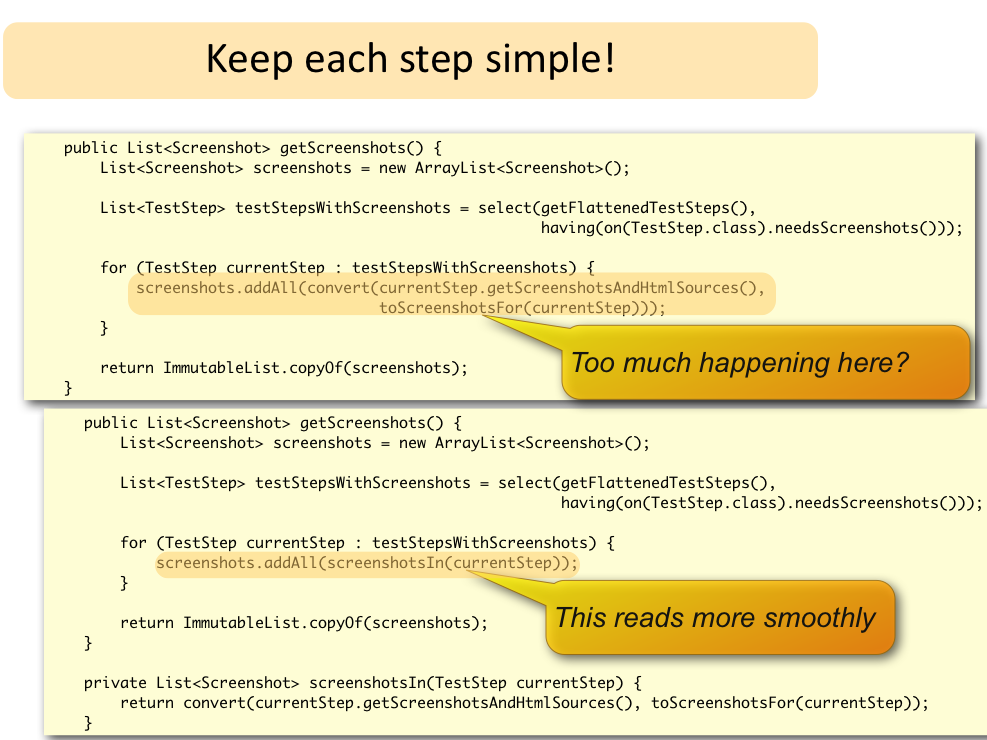 Keep each step simple!
public List<Screenshot> getScreenshots() {
List<Screenshot> screenshots = new ArrayList<Screenshot>();
List<TestStep> testStepsWithScreenshots = select(getFlattenedTestSteps(),
having(on(TestStep.class).needsScreenshots()));
for (TestStep currentStep : testStepsWithScreenshots) {
screenshots.addAll(convert(currentStep.getScreenshotsAndHtmlSources(),
toScreenshotsFor(currentStep)));
}
Too much happening here?
return ImmutableList.copyOf(screenshots);
}
public List<Screenshot> getScreenshots() {
List<Screenshot> screenshots = new ArrayList<Screenshot>();
List<TestStep> testStepsWithScreenshots = select(getFlattenedTestSteps(),
having(on(TestStep.class).needsScreenshots()));
for (TestStep currentStep : testStepsWithScreenshots) {
screenshots.addAll(screenshotsIn(currentStep));
}
This reads more smoothly
return ImmutableList.copyOf(screenshots);
}
private List<Screenshot> screenshotsIn(TestStep currentStep) {
return convert(currentStep.getScreenshotsAndHtmlSources(), toScreenshotsFor(currentStep));
}